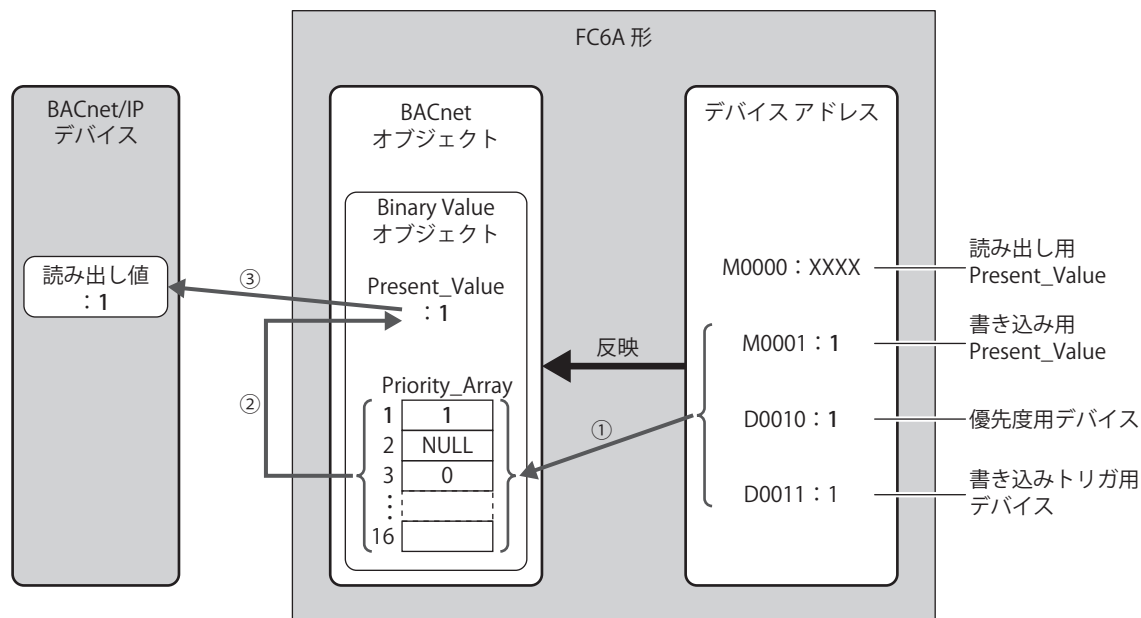 FC6A 形
BACnet/IP
デバイス
読み出し値
：1
③
②
BACnet
オブジェクト
Binary Value
オブジェクト
Present_Value
：1
Priority_Array
1 1
2 NULL
3 0
⋮
16
反映
①
デバイス アドレス
M0000：XXXX
M0001：1
D0010：1
D0011：1
読み出し用
Present_Value
書き込み用
Present_Value
優先度用デバイス
書き込みトリガ用
デバイス